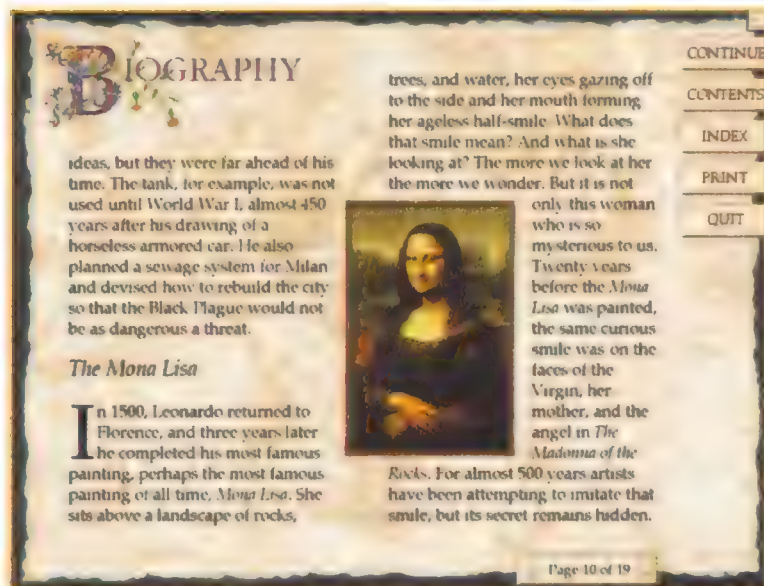 BIOGRAPHY
ideas, but they were far ahead of his
time. The tank, for example, was not
used until World War I, almost 450
years after his drawing of a
horseless armored car. He also
planned a sewage system for Milan
and devised how to rebuild the city
so that the Black Plague would not
be as dangerous a threat.
The Mona Lisa
In 1500, Leonardo returned to
Florence, and three years later
he completed his most famous
painting, perhaps the most famous
painting of all time, Mona Lisa. She
sits above a landscape of rocks,
trees, and water, her eyes gazing off
to the side and her mouth forming
her ageless half-smile. What does
that smile mean? And what is she
looking at? The more we look at her
the more we wonder. But it is not
only this woman
who is so
mysterious to us.
Twenty years
before the Mona
Lisa was painted,
the same curious
smile was on the
faces of the
Virgin, her
mother, and the
angel in The
Madonna of the
Rocks. For almost 500 years artists
have been attempting to imitate that
smile, but its secret remains hidden.
CONTINUE
CONTENTS
INDEX
PRINT
QUIT
Page 10 of 19